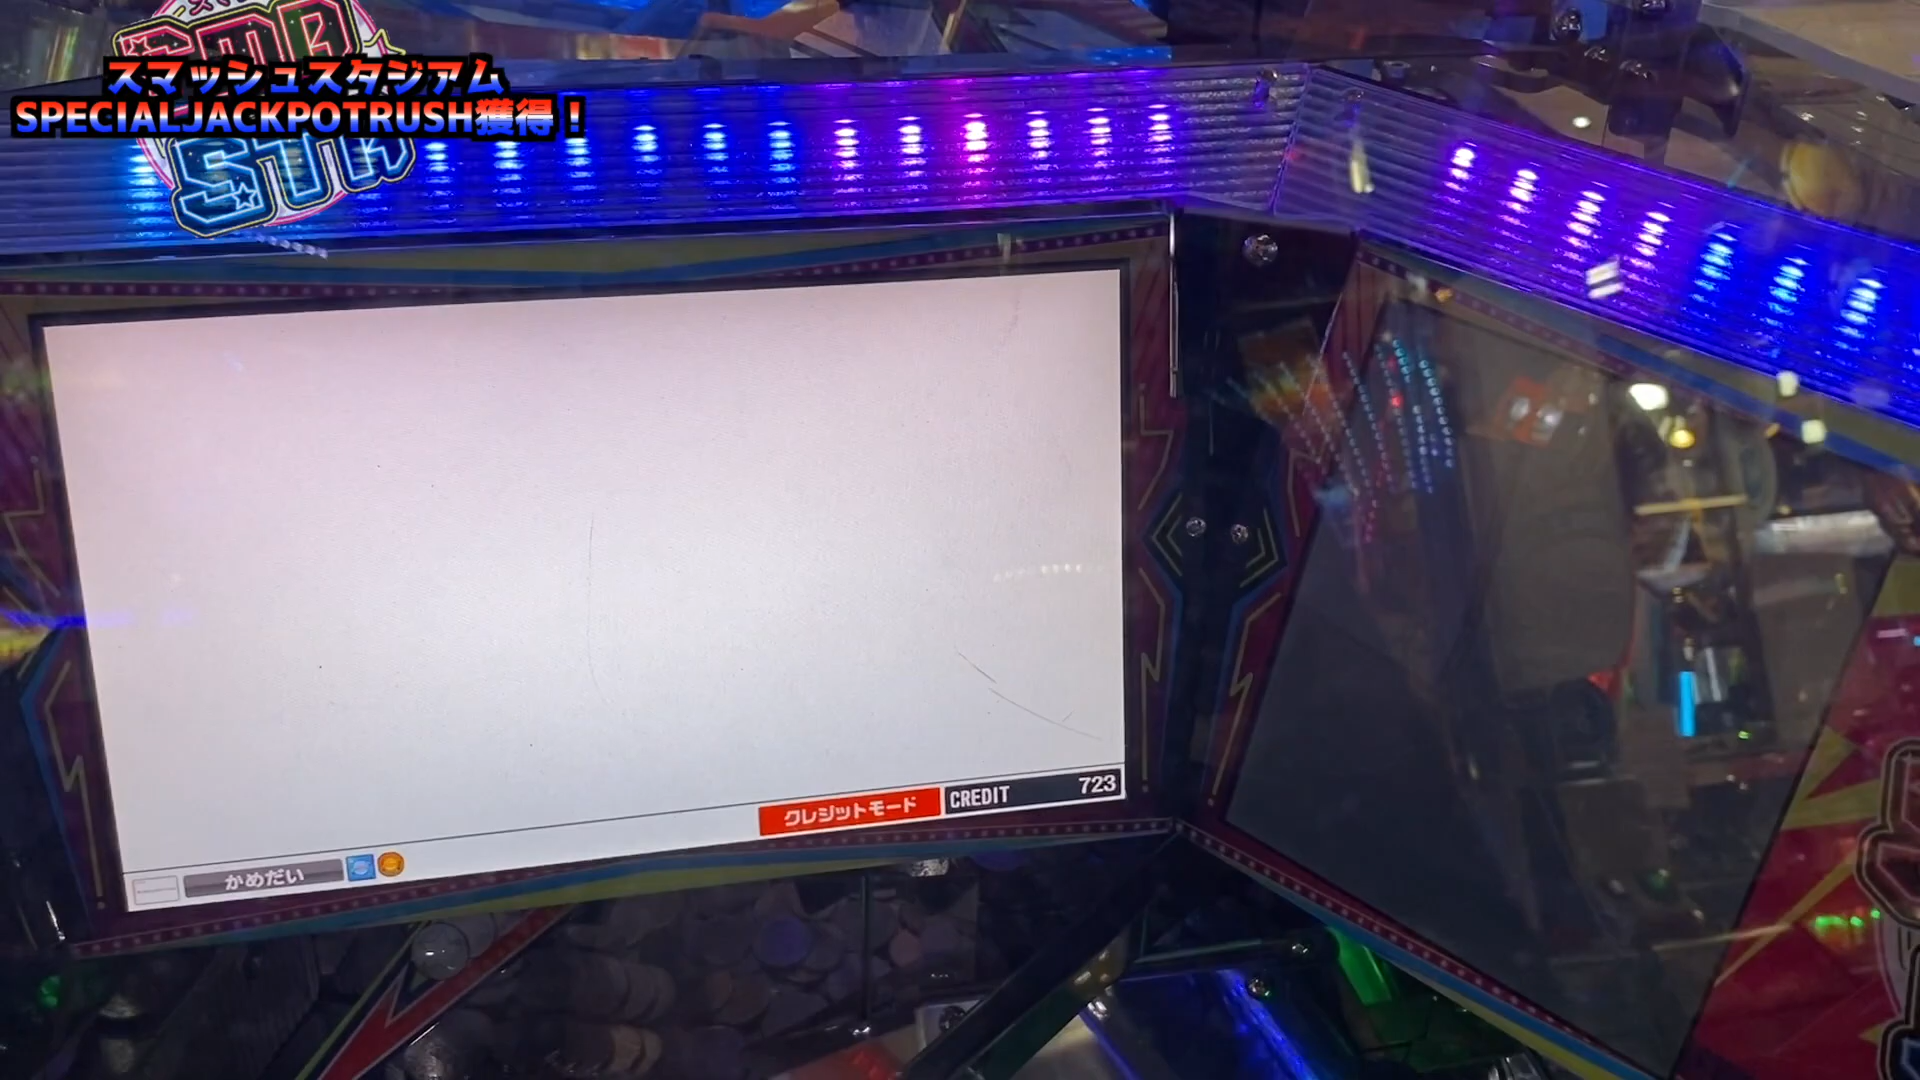 スマッシュスタジアム
SPECIALJACKPOTRUSH獲得！
STA
クレジットモード
CREDIT 723
かめだい